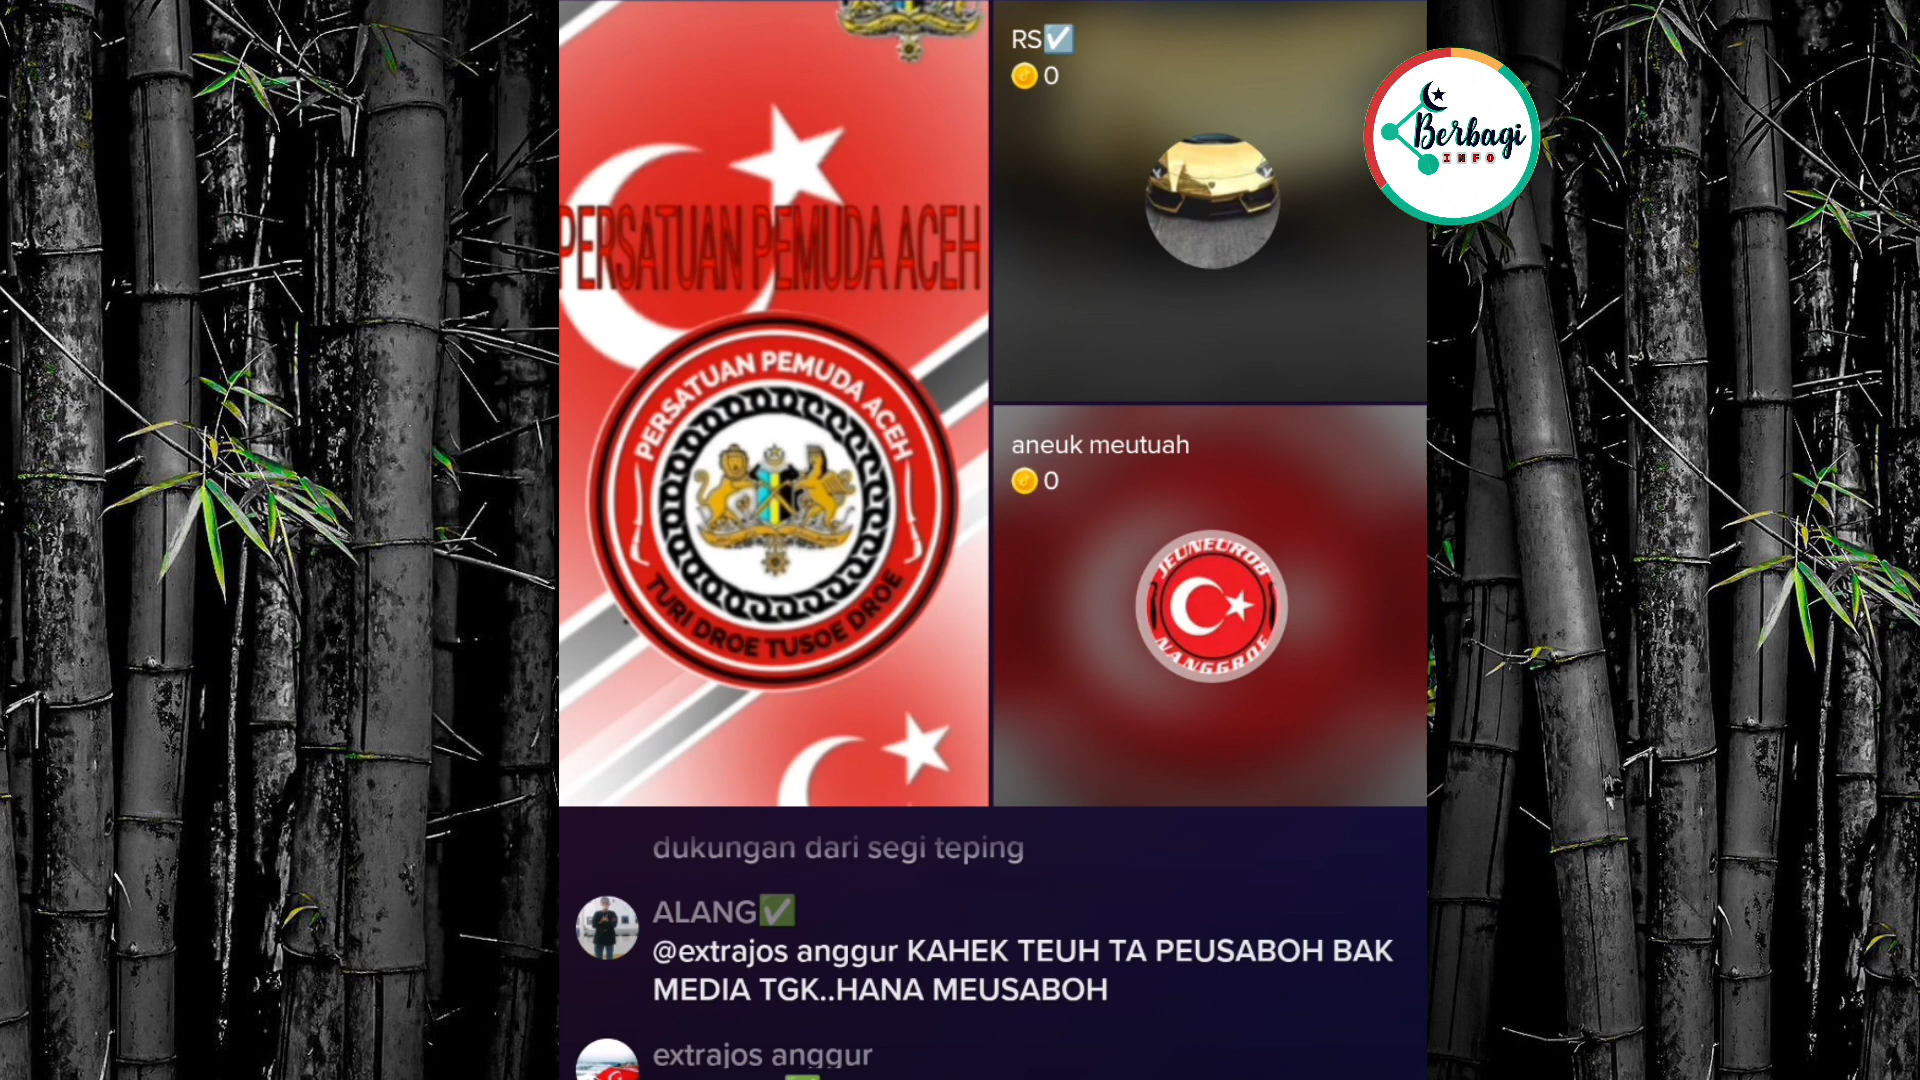 PERSATUAN PEMUDA ACEH
PERSATUAN PEMUDA ACEH
TURI DROE TUSOE DROE
RS
0
aneuk meutuah
0
JEUNEUROB
NANGGROE
Berbagi
INFO
dukungan dari segi teping
ALANG
@extrajos anggur KAHEK TEUH TA PEUSABOH BAK
MEDIA TGK..HANA MEUSABOH
extrajos anggur